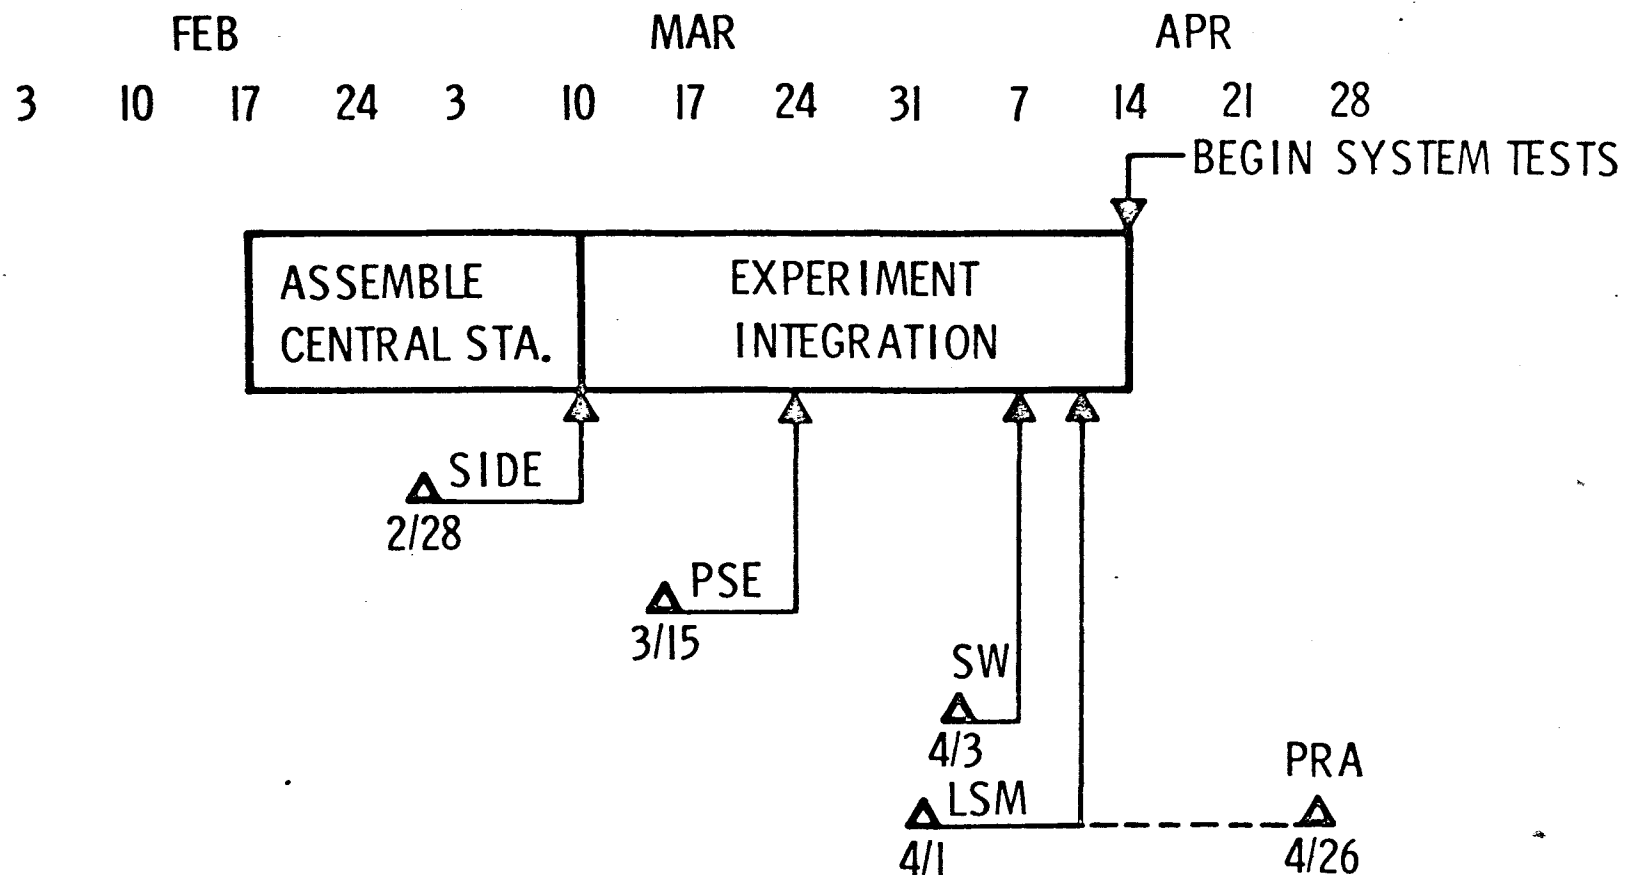 FEB MAR APR
3 10 17 24 3 10 17 24 31 7 14 21 28
BEGIN SYSTEM TESTS
ASSEMBLE
CENTRAL STA.
EXPERIMENT
INTEGRATION
SIDE
2/28
PSE
3/15
SW
4/3
LSM
4/1
PRA
4/26